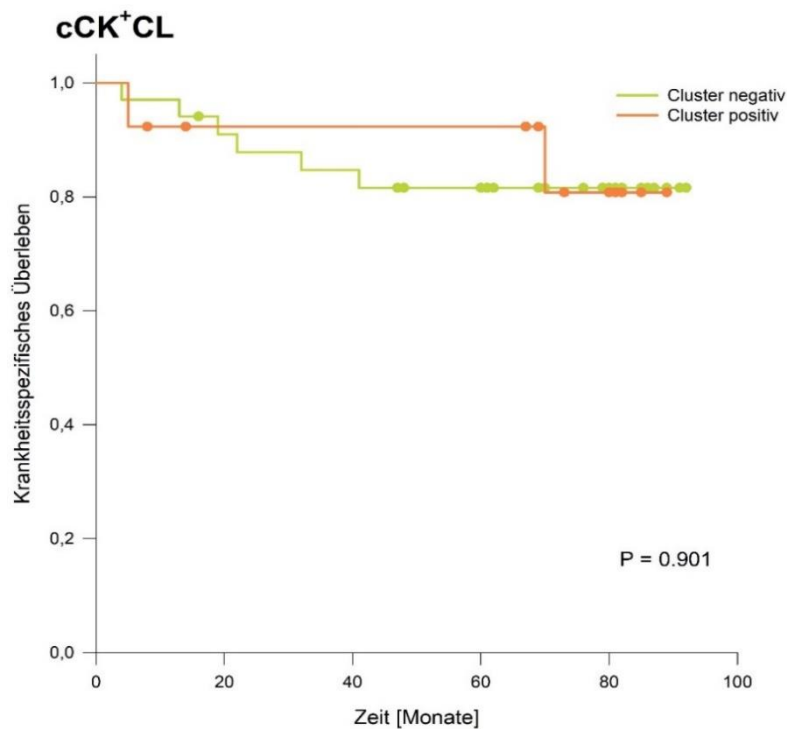 cCK⁺CL
Cluster negativ
Cluster positiv
Krankheitsspezifisches Überleben
1,0
0,8
0,6
0,4
0,2
0,0
P = 0.901
0 20 40 60 80 100
Zeit [Monate]